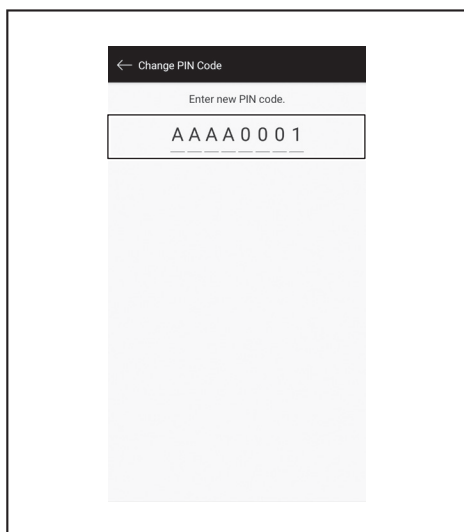 ← Change PIN Code
Enter new PIN code.
AAAA0001